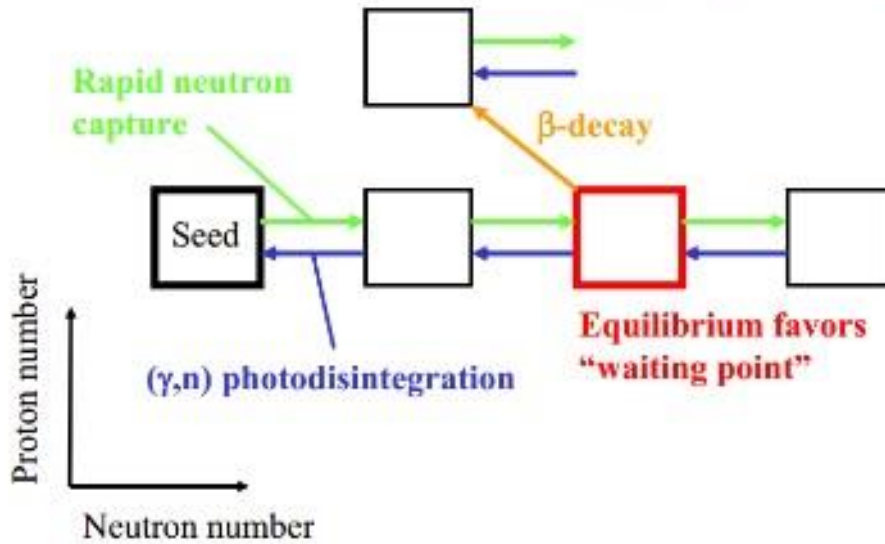 Rapid neutron
capture
β-decay
Seed
Equilibrium favors
“waiting point”
(γ,n) photodisintegration
Proton number
Neutron number